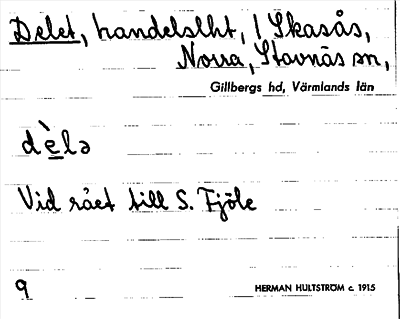 Delet, handelslht, / Skasås,
Norra, Stavnäs sn,
Gillbergs hd, Värmlands län
dèlə
Vid rået till S. Fjöle
9
HERMAN HULTSTRÖM c. 1915